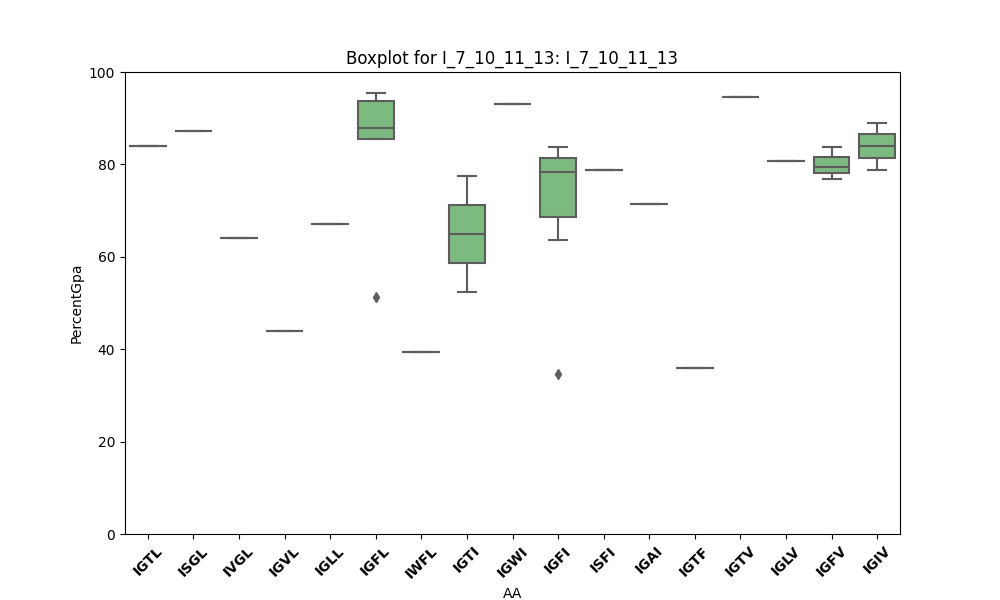 Boxplot for I_7_10_11_13: I_7_10_11_13
100
80
60
40
20
0
PercentGpa
IGTL
ISGL
IVGL
IGVL
IGLL
IGFL
IWFL
IGTI
IGWI
IGFI
ISFI
IGAI
IGTF
IGTV
IGLV
IGFV
IGIV
AA